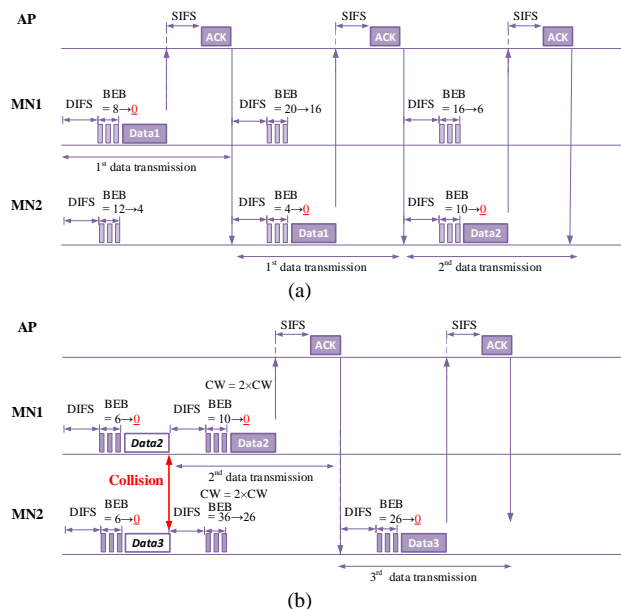 AP
SIFS
ACK
SIFS
ACK
SIFS
ACK
MN1
DIFS
BEB
= 8→0
Data1
DIFS
BEB
= 20→16
DIFS
BEB
= 16→6
1st data transmission
MN2
DIFS
BEB
= 12→4
DIFS
BEB
= 4→0
Data1
DIFS
BEB
= 10→0
Data2
1st data transmission
2nd data transmission
(a)
AP
SIFS
ACK
SIFS
ACK
MN1
DIFS
BEB
= 6→0
Data2
CW = 2×CW
DIFS
BEB
= 10→0
Data2
Collision
2nd data transmission
MN2
DIFS
BEB
= 6→0
Data3
CW = 2×CW
DIFS
BEB
= 36→26
DIFS
BEB
= 26→0
Data3
3rd data transmission
(b)